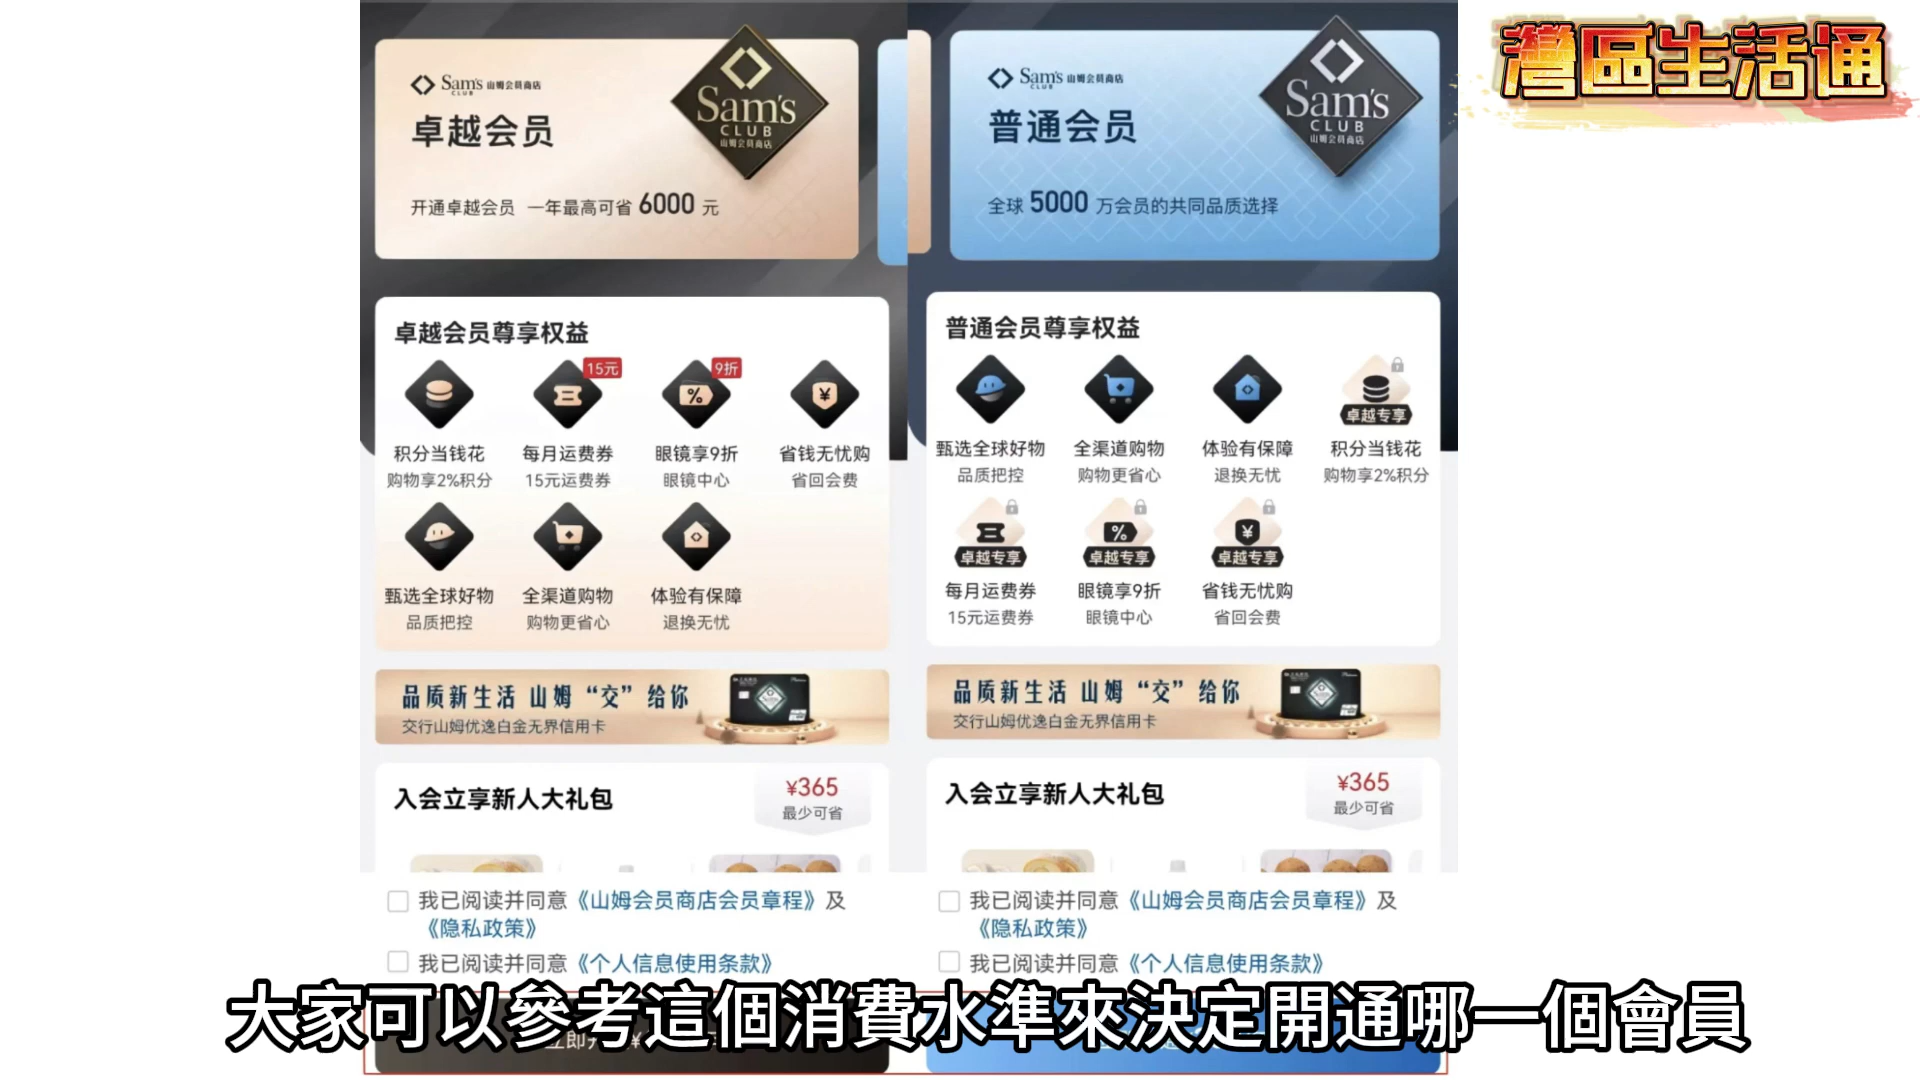 灣區生活通
Sam's 山姆会员商店
CLUB
卓越会员
Sam's
CLUB
山姆会员商店
开通卓越会员 一年最高可省 6000 元
卓越会员尊享权益
15元
9折
积分当钱花 每月运费券 眼镜享9折 省钱无忧购
购物享2%积分 15元运费券 眼镜中心 省回会费
甄选全球好物 全渠道购物 体验有保障
品质把控 购物更省心 退换无忧
品质新生活 山姆“交”给你
交行山姆优逸白金无界信用卡
入会立享新人大礼包
¥365
最少可省
我已阅读并同意《山姆会员商店会员章程》及
《隐私政策》
我已阅读并同意《个人信息使用条款》
Sam's 山姆会员商店
CLUB
普通会员
Sam's
CLUB
山姆会员商店
全球 5000 万会员的共同品质选择
普通会员尊享权益
卓越专享
甄选全球好物 全渠道购物 体验有保障 积分当钱花
品质把控 购物更省心 退换无忧 购物享2%积分
卓越专享 卓越专享 卓越专享
每月运费券 眼镜享9折 省钱无忧购
15元运费券 眼镜中心 省回会费
品质新生活 山姆“交”给你
交行山姆优逸白金无界信用卡
入会立享新人大礼包
¥365
最少可省
我已阅读并同意《山姆会员商店会员章程》及
《隐私政策》
我已阅读并同意《个人信息使用条款》
大家可以參考這個消費水準來決定開通哪一個會員